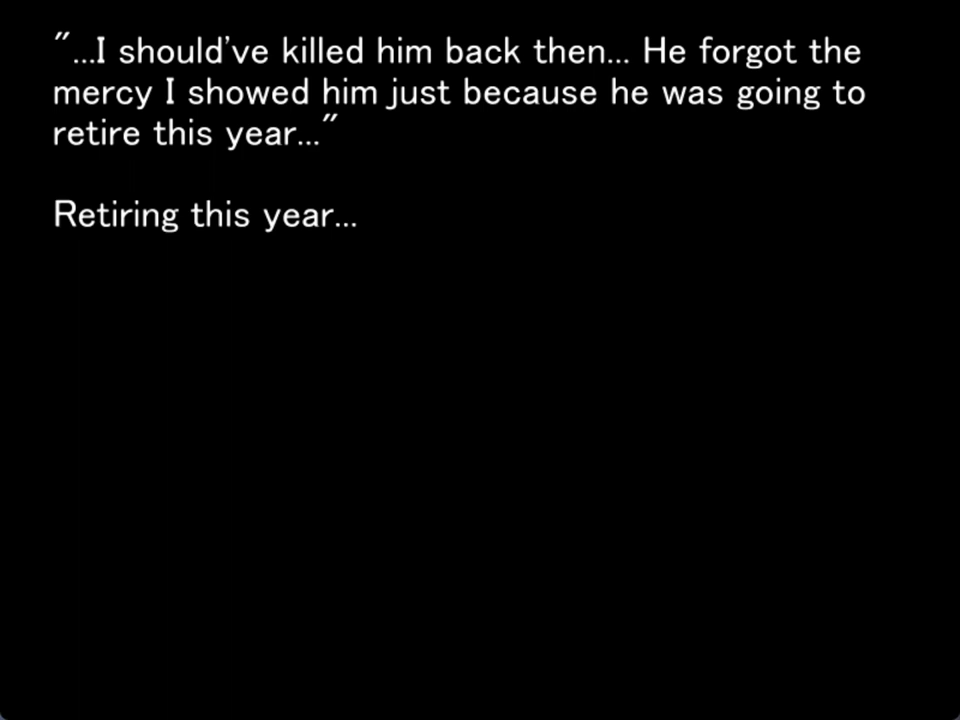 "...I should've killed him back then... He forgot the
mercy I showed him just because he was going to
retire this year..."
Retiring this year...